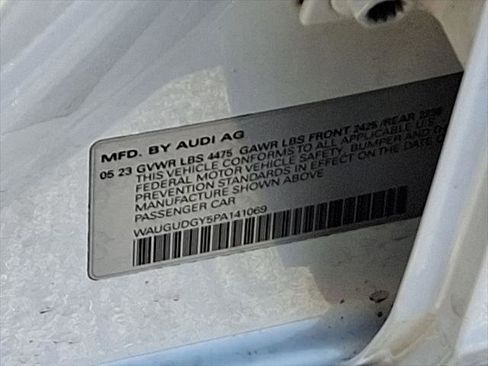 MFD. BY AUDI AG
05 23 GVWR LBS 4475 GAWR LBS FRONT 2425 /REAR
THIS VEHICLE CONFORMS TO ALL APPLICABLE U.S.
FEDERAL MOTOR VEHICLE SAFETY, BUMPER AND
PREVENTION STANDARDS IN EFFECT ON THE DATE O
MANUFACTURE SHOWN ABOVE
PASSENGER CAR
WAUGUDGY5PA141069